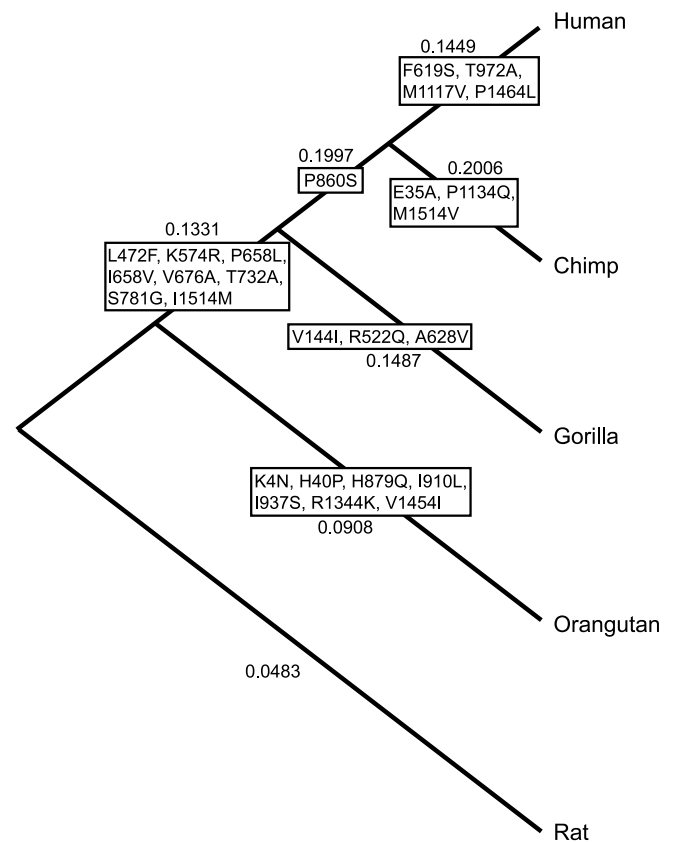 Human
0.1449
F619S, T972A,
M1117V, P1464L
0.1997
P860S
0.2006
E35A, P1134Q,
M1514V
Chimp
0.1331
L472F, K574R, P658L,
I658V, V676A, T732A,
S781G, I1514M
V144I, R522Q, A628V
0.1487
Gorilla
K4N, H40P, H879Q, I910L,
I937S, R1344K, V1454I
0.0908
Orangutan
0.0483
Rat